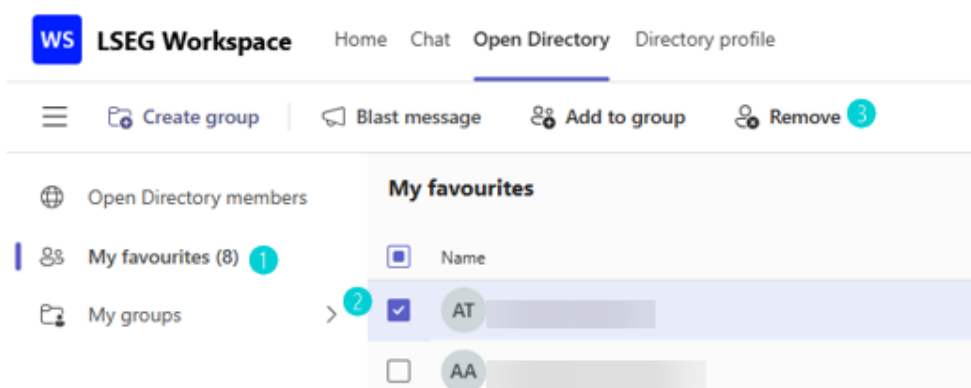 WS LSEG Workspace Home Chat Open Directory Directory profile
Create group Blast message Add to group Remove 3
Open Directory members
My favourites (8) 1
My groups
My favourites
Name
2 AT
AA